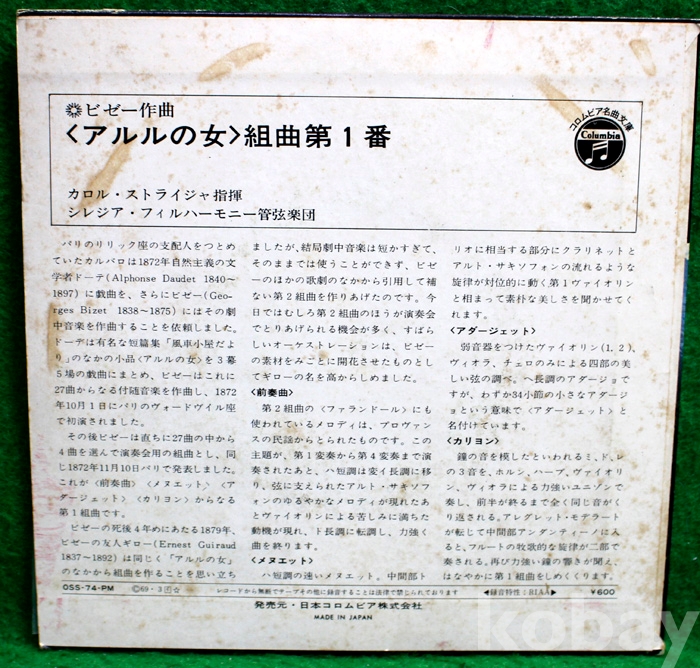 ビゼー作曲
〈アルルの女〉組曲第1番
コロムビア名曲文庫
Columbia
カロル・ストライジャ指揮
シレジア・フィルハーモニー管弦楽団
パリのリリック座の支配人をつとめ
ていたカルバロは1872年自然主義の文
学者ドーデ(Alphonse Daudet 1840～
1897)に戯曲を、さらにビゼー(Geo-
rges Bizet 1838～1875)にはその劇
中音楽を作曲することを依頼しました。
ドーデは有名な短篇集「風車小屋だよ
り」のなかの小品〈アルルの女〉を3幕
5場の戯曲にまとめ、ビゼーはこれに
27曲からなる付随音楽を作曲し、1872
年10月1日にパリのヴォードヴイル座
で初演されました。
その後ビゼーは直ちに27曲の中から
4曲を選んで演奏会用の組曲とし、同
じ1872年11月10日パリで発表しました。
これが〈前奏曲〉〈メヌエット〉〈ア
ダージェット〉〈カリヨン〉からなる
第1組曲です。
ビゼーの死後4年めにあたる1879年、
ビゼーの友人ギロー(Ernest Guiraud
1837～1892)は同じく「アルルの女」
のなかから組曲を作ることを思い立ち
ましたが、結局劇中音楽は短かすぎて、
そのままでは使うことができず、ビゼ
ーのほかの歌劇のなかから引用して補
ない第2組曲を作りあげたのです。今
日ではむしろ第2組曲のほうが演奏会
でとりあげられる機会が多く、すばら
しいオーケストレーションは、ビゼー
の素材をみごとに開花させたものとし
てギローの名を高からしめました。
〈前奏曲〉
第2組曲の〈ファランドール〉にも
使われているメロディは、プロヴァン
スの民謡からとられたものです。この
主題が、第1変奏から第4変奏まで演
奏されたあと、ハ短調は変イ長調に移
り、弦に支えられたアルト・サキソフ
ォンのゆるやかなメロディが現れたあ
とヴァイオリンによる苦しみに満ちた
動機が現れ、ト長調に転調し、力強く
曲を終ります。
〈メヌエット〉
ハ短調の速いメヌエット。中間部ト
リオに相当する部分にクラリネットと
アルト・サキソフォンの流れるような
旋律が対位的に動く第1ヴァイオリン
と相まって素朴な美しさを聞かせてく
れます。
〈アダージェット〉
弱音器をつけたヴァイオリン(1、2)、
ヴィオラ、チェロのみによる四部の美
しい弦の調べ。ヘ長調のアダージョで
すが、わずか34小節の小さなアダージ
ョという意味で〈アダージェット〉と
名付けています。
〈カリヨン〉
鐘の音を模したといわれるミ、ド、レ
の3音を、ホルン、ハープ、ヴァイオリ
ン、ヴィオラによる力強いユニゾンで
奏し、前半が終るまで全く同じ音がく
り返される。アレグレット・モデラート
が転じて中間部アンダンティーノに入
ると、フルートの牧歌的な旋律が二部で
奏される。再び力強い鐘の響きが聞え、
はなやかに第1組曲をしめくくります。
OSS-74-PM
©69・3
レコードから無断でテープその他に録音することは法律で禁じられております
◀録音特性:RIAA▶
¥600
発売元・日本コロムビア株式会社
MADE IN JAPAN
kobay